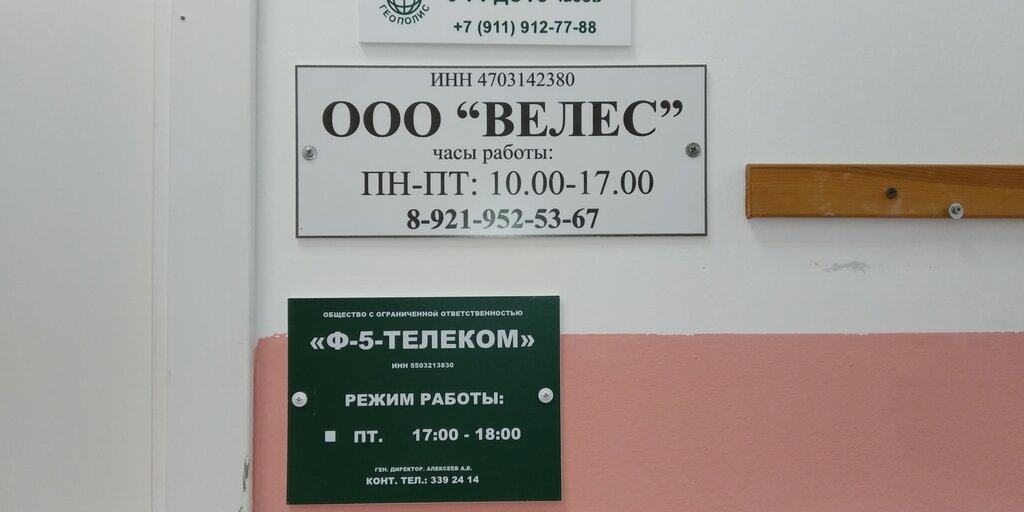 ГЕОПОЛИС
+7 (911) 912-77-88
ИНН 4703142380
ООО “ВЕЛЕС”
часы работы:
ПН-ПТ: 10.00-17.00
8-921-952-53-67
ОБЩЕСТВО С ОГРАНИЧЕННОЙ ОТВЕТСТВЕННОСТЬЮ
«Ф-5-ТЕЛЕКОМ»
ИНН 5503213830
РЕЖИМ РАБОТЫ:
ПТ. 17:00 - 18:00
ГЕН. ДИРЕКТОР. АЛЕКСЕЕВ А.В.
КОНТ. ТЕЛ.: 339 24 14